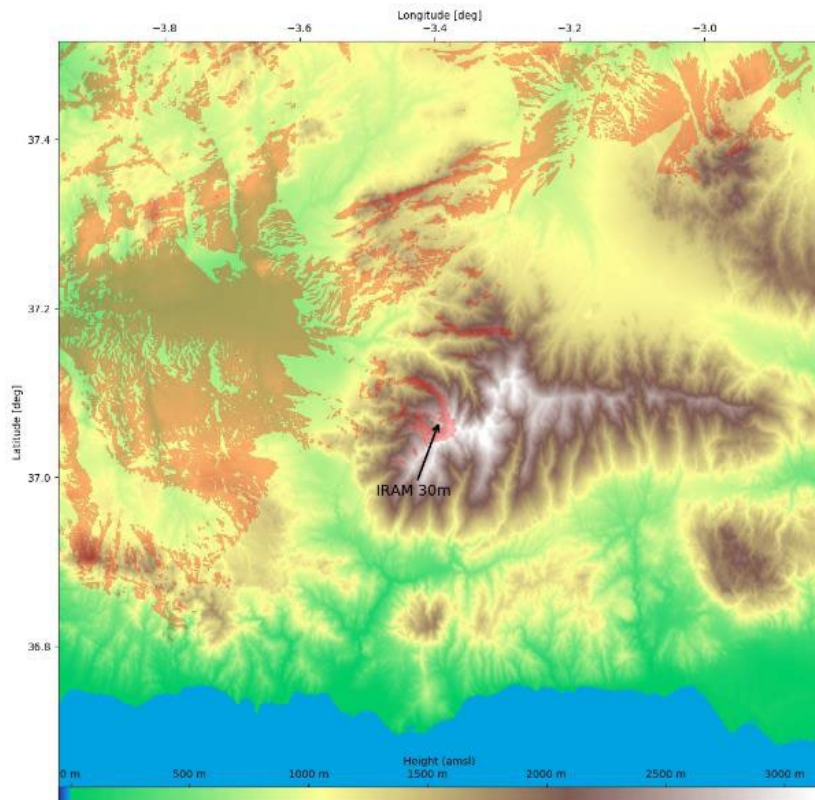 Longitude [deg]
−3.8 −3.6 −3.4 −3.2 −3.0
37.4
37.2
Latitude [deg]
37.0
IRAM 30m
36.8
Height (amsl)
0 m 500 m 1000 m 1500 m 2000 m 2500 m 3000 m